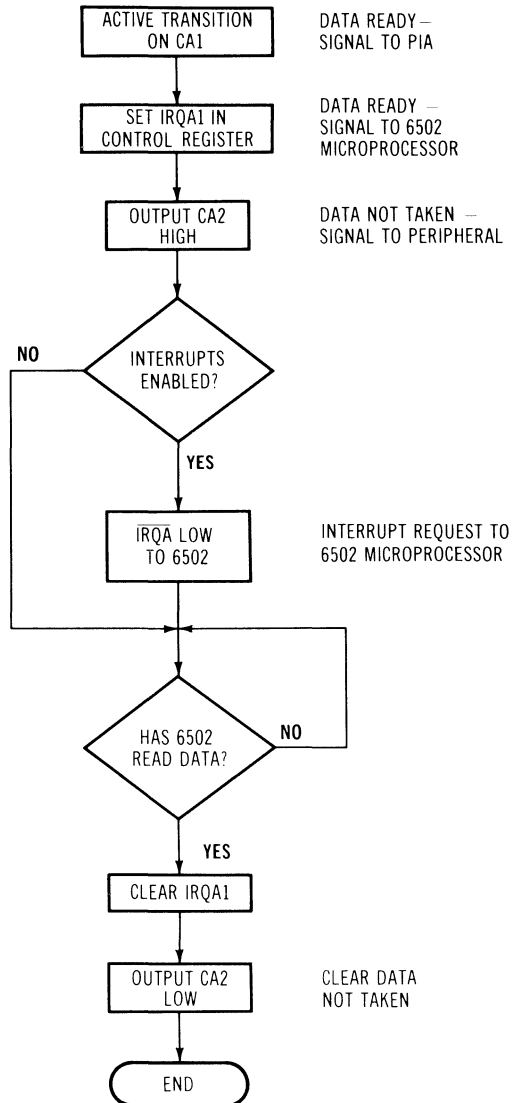 ACTIVE TRANSITION
ON CA1
DATA READY—
SIGNAL TO PIA
SET IRQA1 IN
CONTROL REGISTER
DATA READY —
SIGNAL TO 6502
MICROPROCESSOR
OUTPUT CA2
HIGH
DATA NOT TAKEN —
SIGNAL TO PERIPHERAL
NO
INTERRUPTS
ENABLED?
YES
I̅R̅Q̅A̅ LOW
TO 6502
INTERRUPT REQUEST TO
6502 MICROPROCESSOR
HAS 6502
READ DATA?
NO
YES
CLEAR IRQA1
OUTPUT CA2
LOW
CLEAR DATA
NOT TAKEN
END